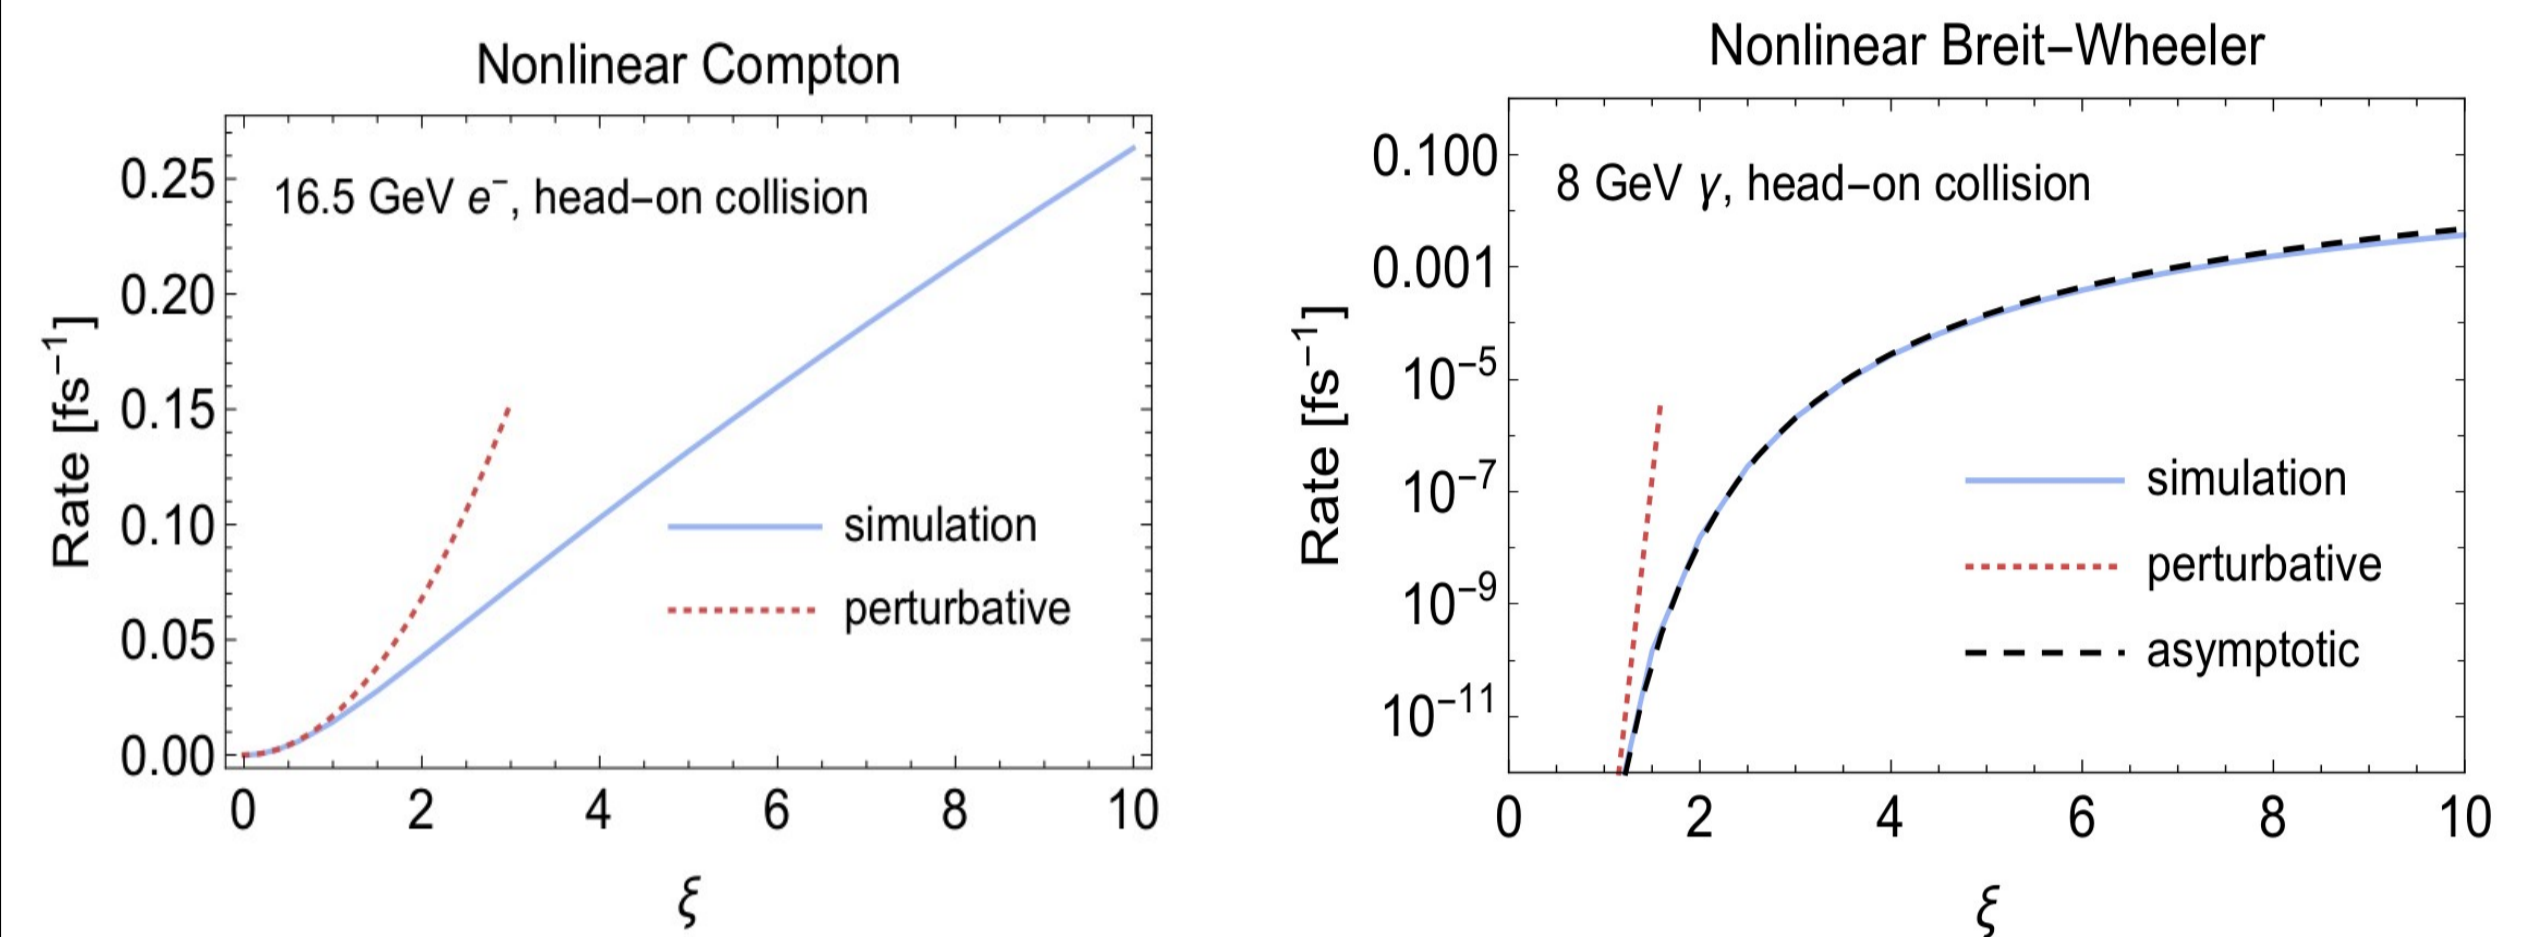 Nonlinear Compton
16.5 GeV e⁻, head–on collision
Rate [fs⁻¹]
0.25
0.20
0.15
0.10
0.05
0.00
simulation
perturbative
0 2 4 6 8 10
ξ
Nonlinear Breit–Wheeler
8 GeV γ, head–on collision
Rate [fs⁻¹]
0.100
0.001
10⁻⁵
10⁻⁷
10⁻⁹
10⁻¹¹
simulation
perturbative
asymptotic
0 2 4 6 8 10
ξ